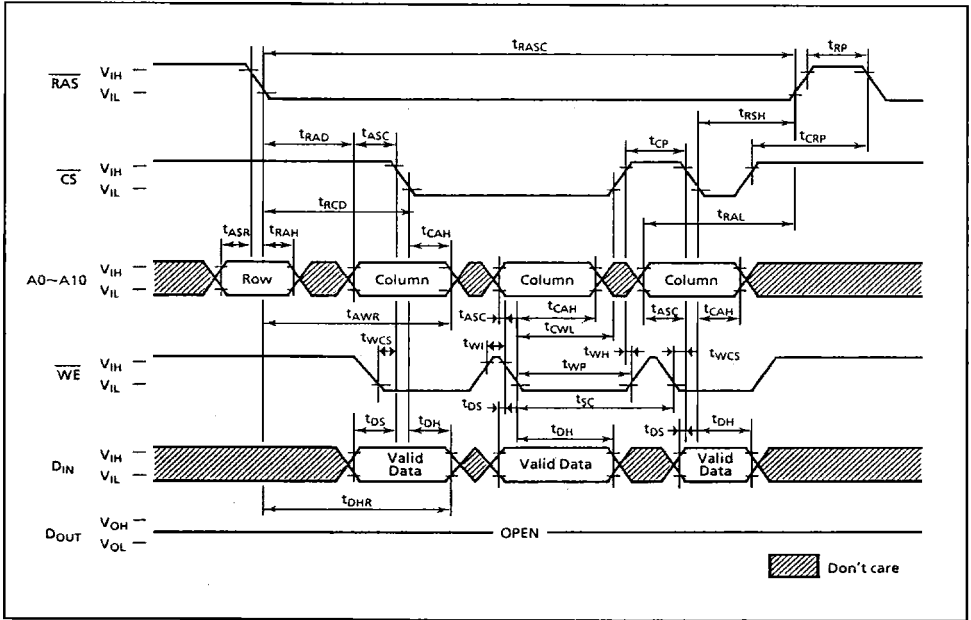 tRASC
tRP
RAS
VIH
VIL
tRSH
tRAD
tASC
tCP
tCRP
CS
VIH
VIL
tRCD
tRAL
tASR
tRAH
tCAH
A0~A10
VIH
VIL
Row
Column
Column
Column
tAWR
tASC
tCAH
tASC
tCAH
tCWL
tWCS
tWI
tWH
tWCS
WE
VIH
VIL
tWP
tSC
tDS
tDH
tDS
tDH
tDS
tDH
DIN
VIH
VIL
Valid
Data
Valid Data
Valid
Data
tDHR
DOUT
VOH
VOL
OPEN
Don't care